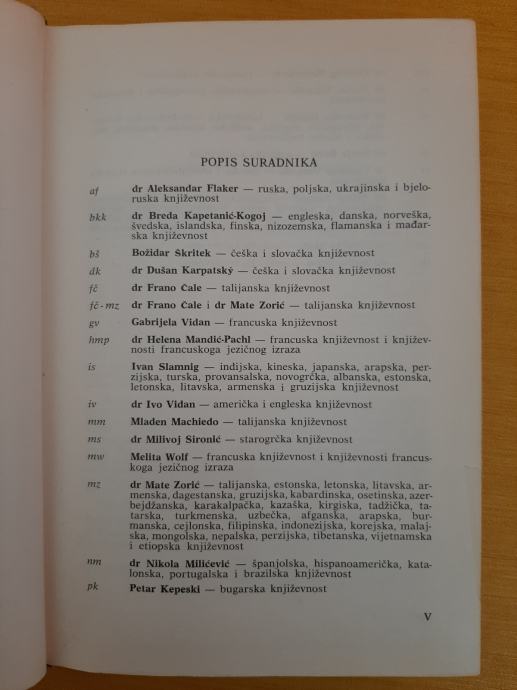 POPIS SURADNIKA
af dr Aleksandar Flaker — ruska, poljska, ukrajinska i bjelo-
ruska književnost
bkk dr Breda Kapetanić-Kogoj — engleska, danska, norveška,
švedska, islandska, finska, nizozemska, flamanska i mađar-
ska književnost
bš Božidar Škritek — češka i slovačka književnost
dk dr Dušan Karpatský — češka i slovačka književnost
fč dr Frano Čale — talijanska književnost
fč-mz dr Frano Čale i dr Mate Zorić — talijanska književnost
gv Gabrijela Vidan — francuska književnost
hmp dr Helena Mandić-Pachl — francuska književnost i književ-
nosti francuskoga jezičnog izraza
is Ivan Slamnig — indijska, kineska, japanska, arapska, per-
zijska, turska, provansalska, novogrčka, albanska, estonska,
letonska, litavska, armenska i gruzijska književnost
iv dr Ivo Vidan — američka i engleska književnost
mm Mladen Machiedo — talijanska književnost
ms dr Milivoj Sironić — starogrčka književnost
mw Melita Wolf — francuska književnost i književnosti francus-
koga jezičnog izraza
mz dr Mate Zorić — talijanska, estonska, letonska, litavska, ar-
menska, dagestanska, gruzijska, kabardinska, osetinska, azer-
bejdžanska, karakalpačka, kazaška, kirgiska, tadžička, ta-
tarska, turkmenska, uzbečka, afganska, arapska, bur-
manska, cejlonska, filipinska, indonezijska, korejska, malaj-
ska, mongolska, nepalska, perzijska, tibetanska, vijetnamska
i etiopska književnost
nm dr Nikola Milićević — španjolska, hispanoamerička, kata-
lonska, portugalska i brazilska književnost
pk Petar Kepeski — bugarska književnost
V